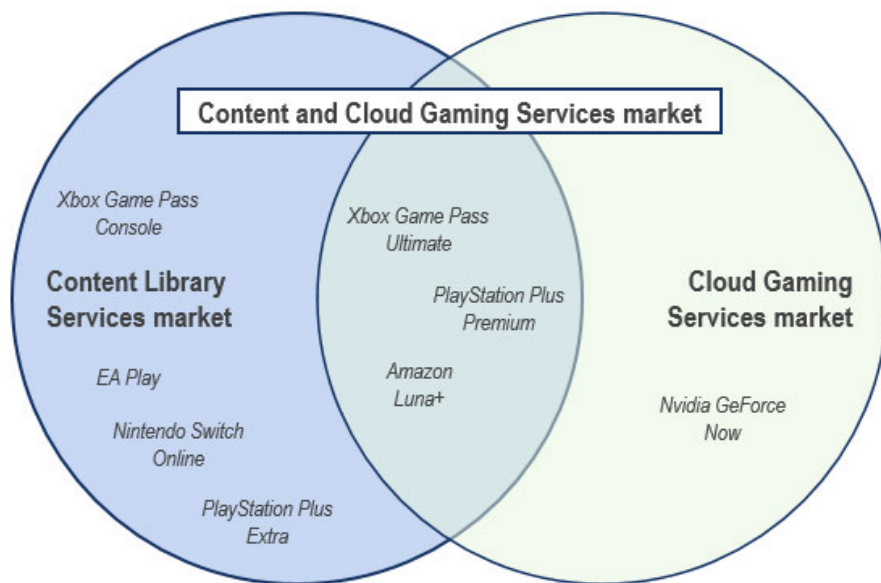 Content and Cloud Gaming Services market
Xbox Game Pass
Console
Xbox Game Pass
Ultimate
Content Library
Services market
PlayStation Plus
Premium
Cloud Gaming
Services market
EA Play
Amazon
Luna+
Nvidia GeForce
Now
Nintendo Switch
Online
PlayStation Plus
Extra